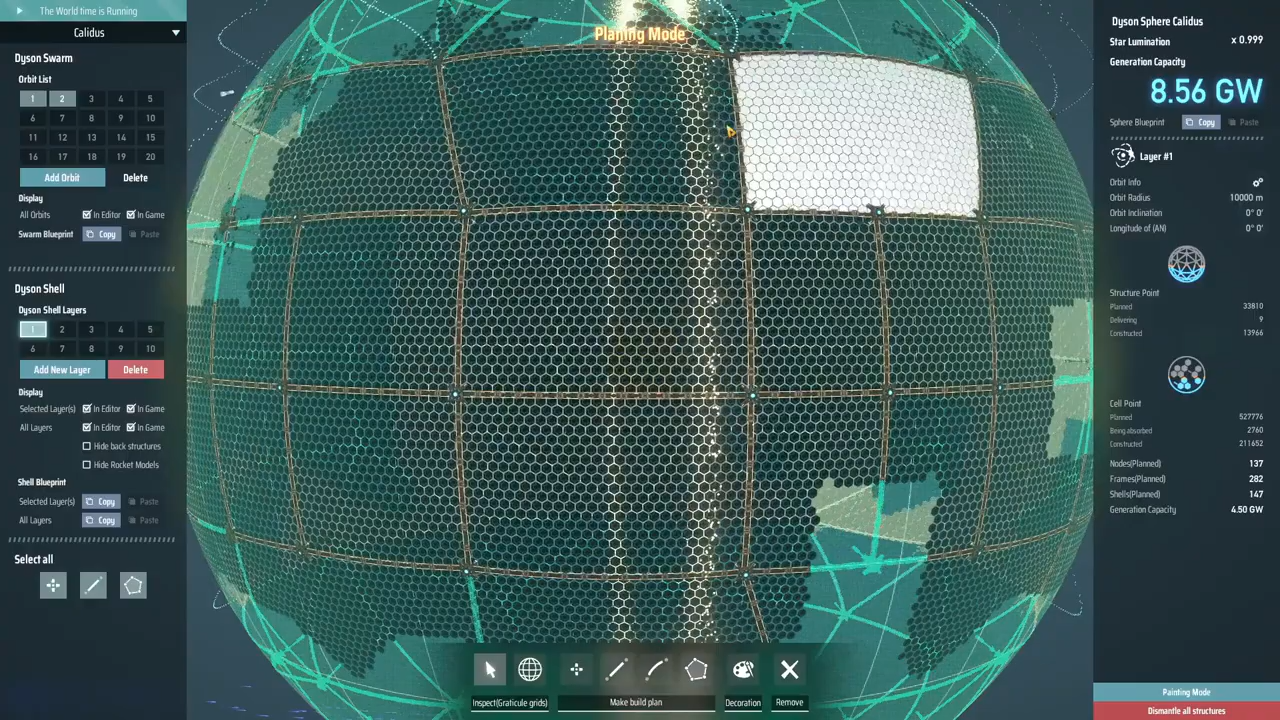 The World time is Running
Calidus
Dyson Swarm
Orbit List
1 2 3 4 5
6 7 8 9 10
11 12 13 14 15
16 17 18 19 20
Add Orbit Delete
Display
All Orbits In Editor In Game
Swarm Blueprint Copy Paste
Dyson Shell
Dyson Shell Layers
1 2 3 4 5
6 7 8 9 10
Add New Layer Delete
Display
Selected Layer(s) In Editor In Game
All Layers In Editor In Game
Hide back structures
Hide Rocket Models
Shell Blueprint
Selected Layer(s) Copy Paste
All Layers Copy Paste
Select all
Planing Mode
Inspect(Graticule grids) Make build plan Decoration Remove
Dyson Sphere Calidus
Star Lumination x 0.999
Generation Capacity
8.56 GW
Sphere Blueprint Copy Paste
Layer #1
Orbit Info
Orbit Radius 10000 m
Orbit Inclination 0° 0'
Longitude of (AN) 0° 0'
Structure Point
Planned 33810
Delivering 9
Constructed 13966
Cell Point
Planned 527776
Being absorbed 2760
Constructed 211652
Nodes(Planned) 137
Frames(Planned) 282
Shells(Planned) 147
Generation Capacity 4.50 GW
Painting Mode
Dismantle all structures